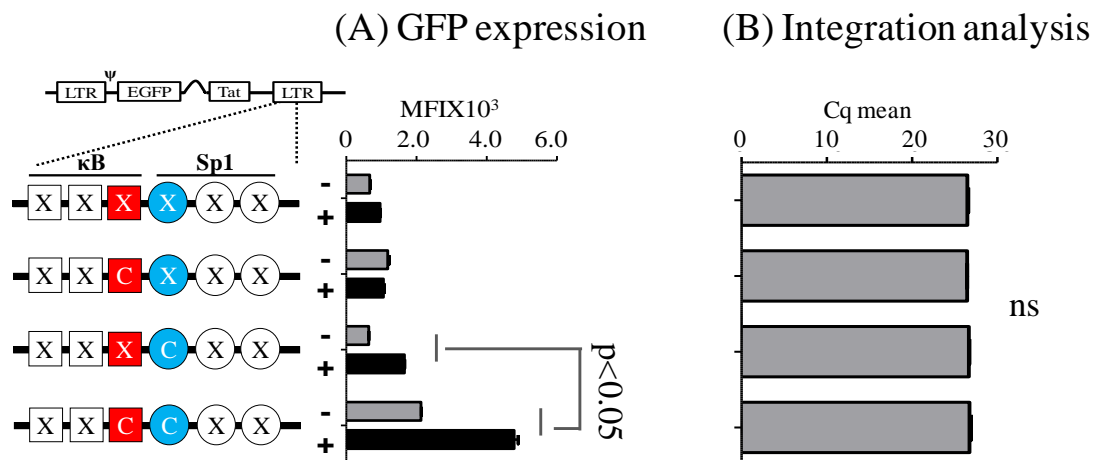 (A) GFP expression
(B) Integration analysis
ψ
LTR EGFP Tat LTR
MFIX10³
0 2.0 4.0 6.0
Cq mean
0 10 20 30
κB Sp1
X X X X X X
-
+
X X C X X X
-
+
X X X C X X
-
+
X X C C X X
-
+
p<0.05
ns